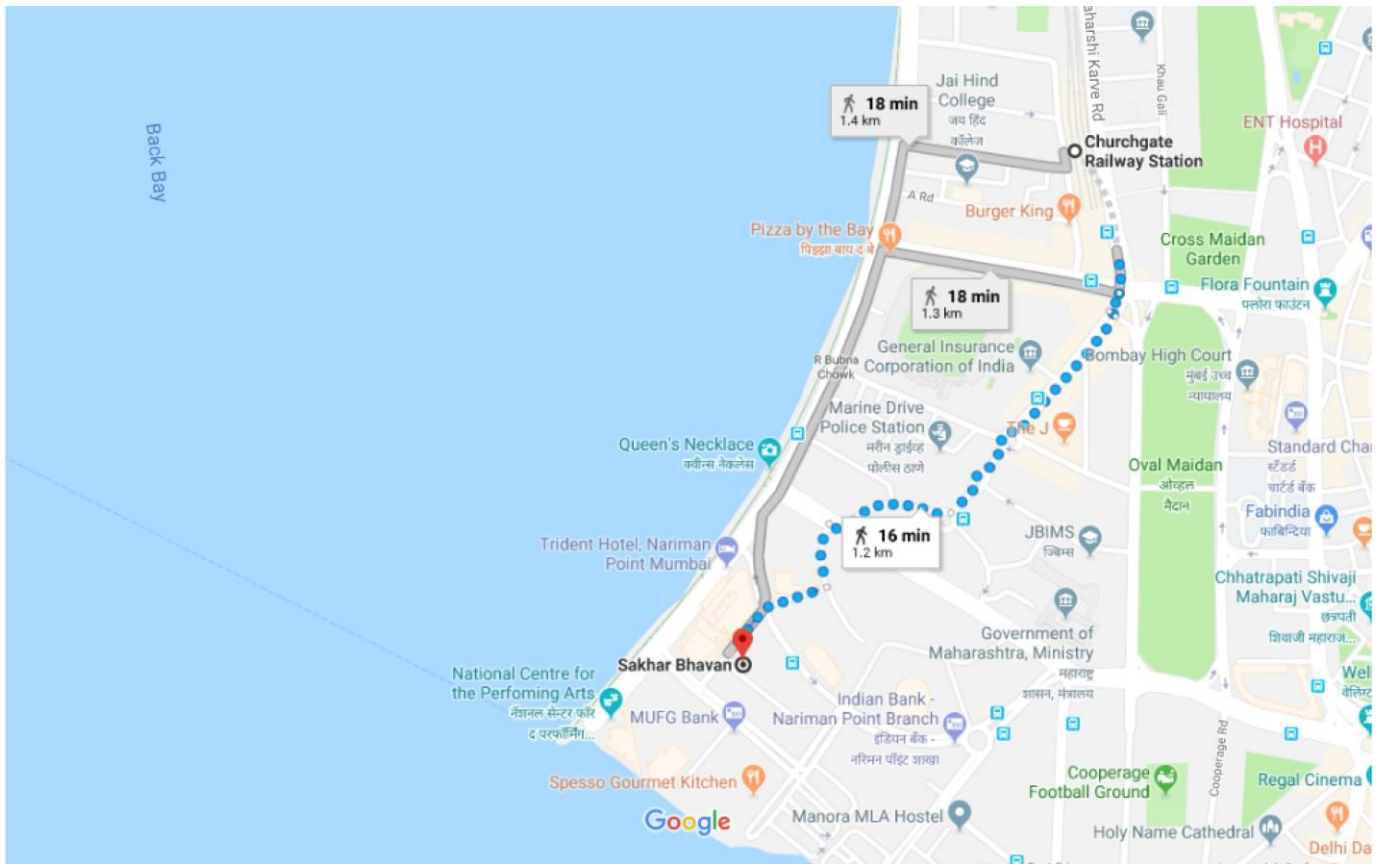 Back Bay
18 min
1.4 km
Jai Hind
College
जय हिंद
कॉलेज
aharshi Karve Rd
Khau Gali
ENT Hospital
Churchgate
Railway Station
A Rd
Burger King
Pizza by the Bay
पिझ्झा बाय द बे
Cross Maidan
Garden
Flora Fountain
फ्लोरा फाउंटन
18 min
1.3 km
General Insurance
Corporation of India
R Bubna
Chowk
Bombay High Court
मुंबई उच्च
न्यायालय
Marine Drive
Police Station
मरीन ड्राईव्ह
पोलीस ठाणे
The J
Queen's Necklace
क्वीन्स नेकलेस
Standard Cha
स्टँडर्ड
चार्टर्ड बँक
Oval Maidan
ओव्हल
मैदान
Fabindia
फाबिन्दिया
16 min
1.2 km
JBIMS
जिबिम्स
Trident Hotel, Nariman
Point Mumbai
Chhatrapati Shivaji
Maharaj Vastu...
छत्रपती
शिवाजी महाराज...
Government of
Maharashtra, Ministry
महाराष्ट्र
शासन, मंत्रालय
Sakhar Bhavan
National Centre for
the Perfoming Arts
नॅशनल सेन्टर फॉर
द परफॉर्मिंग...
Wel
वेलिंग्ट
MUFG Bank
Indian Bank -
Nariman Point Branch
इंडियन बँक -
नरिमन पॉइंट शाखा
Cooperage Rd
Spesso Gourmet Kitchen
Cooperage
Football Ground
Regal Cinema
Google
Manora MLA Hostel
Holy Name Cathedral
Delhi Da